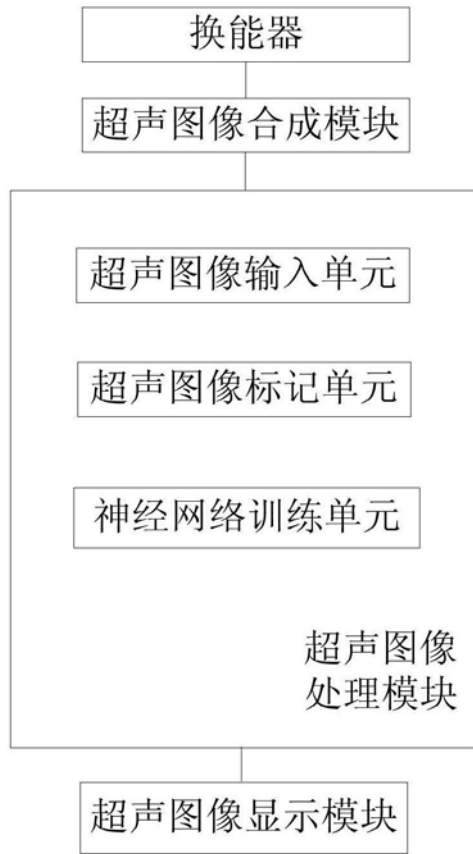 换能器
超声图像合成模块
超声图像输入单元
超声图像标记单元
神经网络训练单元
超声图像
处理模块
超声图像显示模块